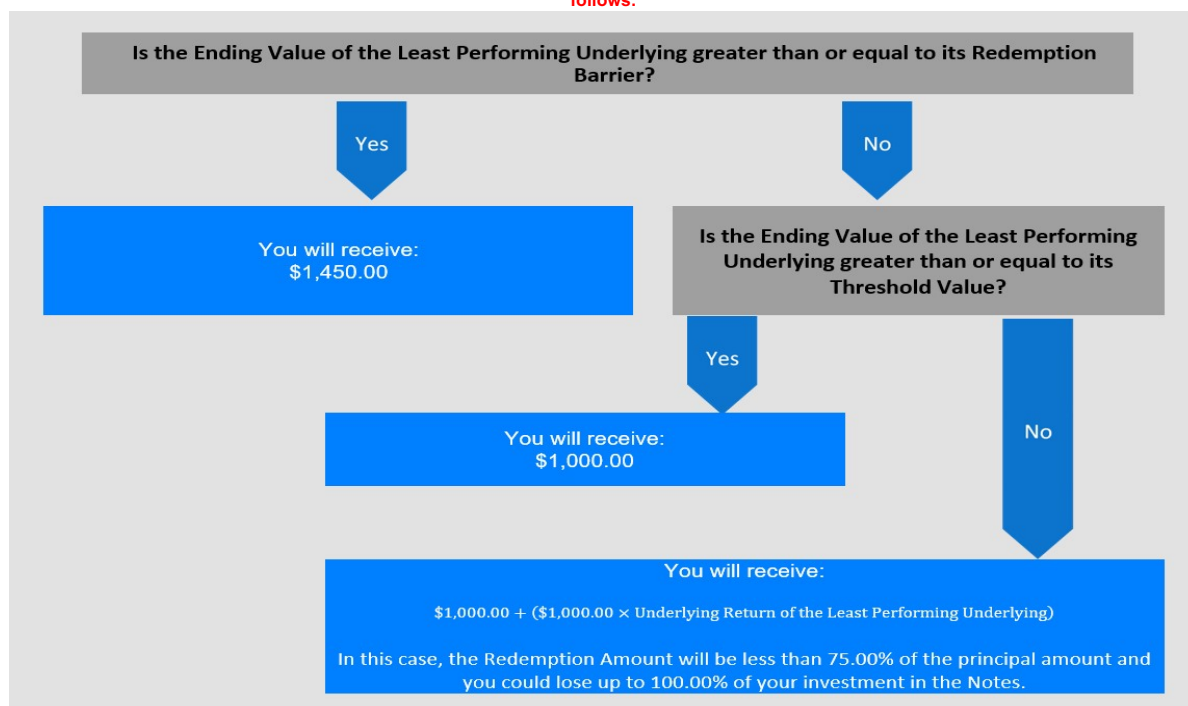 follows:
Is the Ending Value of the Least Performing Underlying greater than or equal to its Redemption
Barrier?
Yes
No
You will receive:
$1,450.00
Is the Ending Value of the Least Performing
Underlying greater than or equal to its
Threshold Value?
Yes
No
You will receive:
$1,000.00
You will receive:
$1,000.00 + ($1,000.00 × Underlying Return of the Least Performing Underlying)
In this case, the Redemption Amount will be less than 75.00% of the principal amount and
you could lose up to 100.00% of your investment in the Notes.